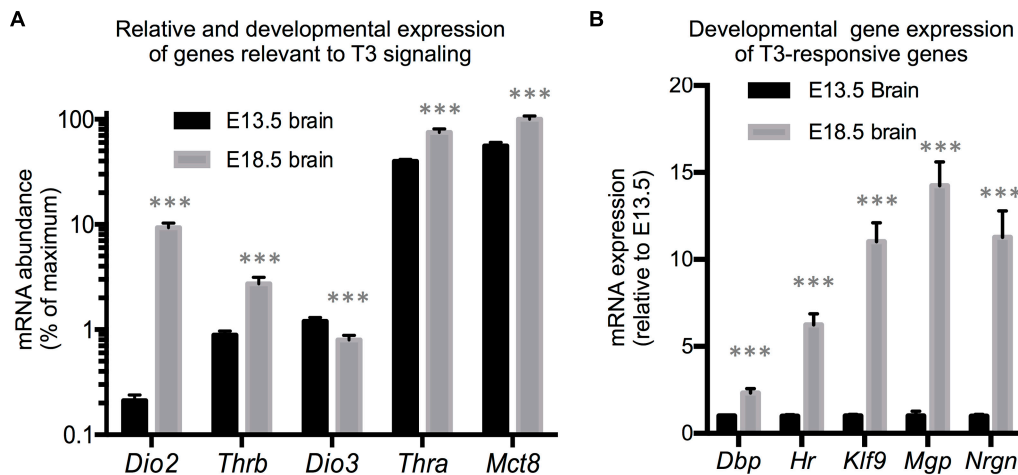 A
Relative and developmental expression
of genes relevant to T3 signaling
E13.5 brain
E18.5 brain
mRNA abundance
(% of maximum)
100
10
1
0.1
***
***
***
***
***
Dio2 Thrb Dio3 Thra Mct8
B
Developmental gene expression
of T3-responsive genes
E13.5 Brain
E18.5 brain
mRNA expression
(relative to E13.5)
20
15
10
5
0
***
***
***
***
***
Dbp Hr Klf9 Mgp Nrgn